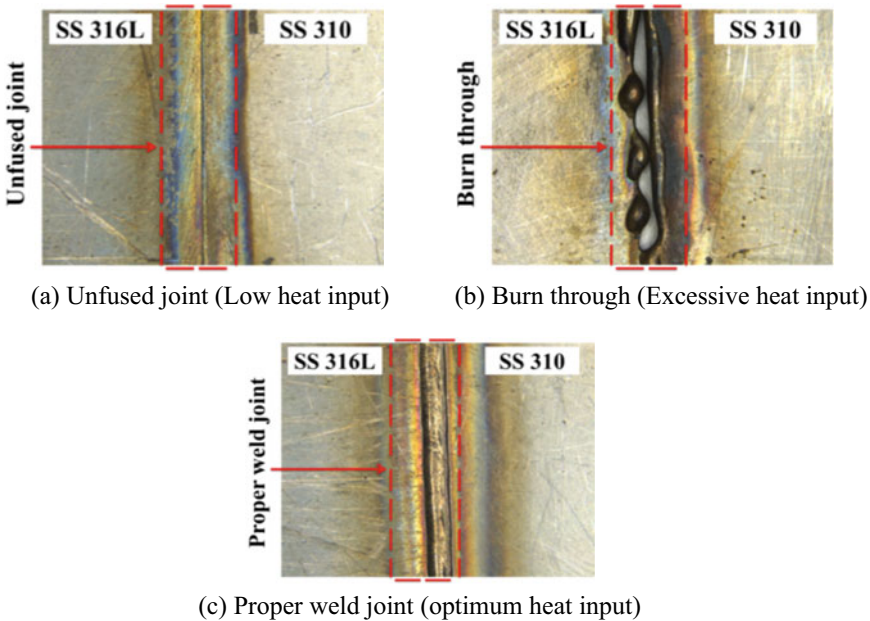 SS 316L
SS 310
Unfused joint
(a) Unfused joint (Low heat input)
SS 316L
SS 310
Burn through
(b) Burn through (Excessive heat input)
SS 316L
SS 310
Proper weld joint
(c) Proper weld joint (optimum heat input)